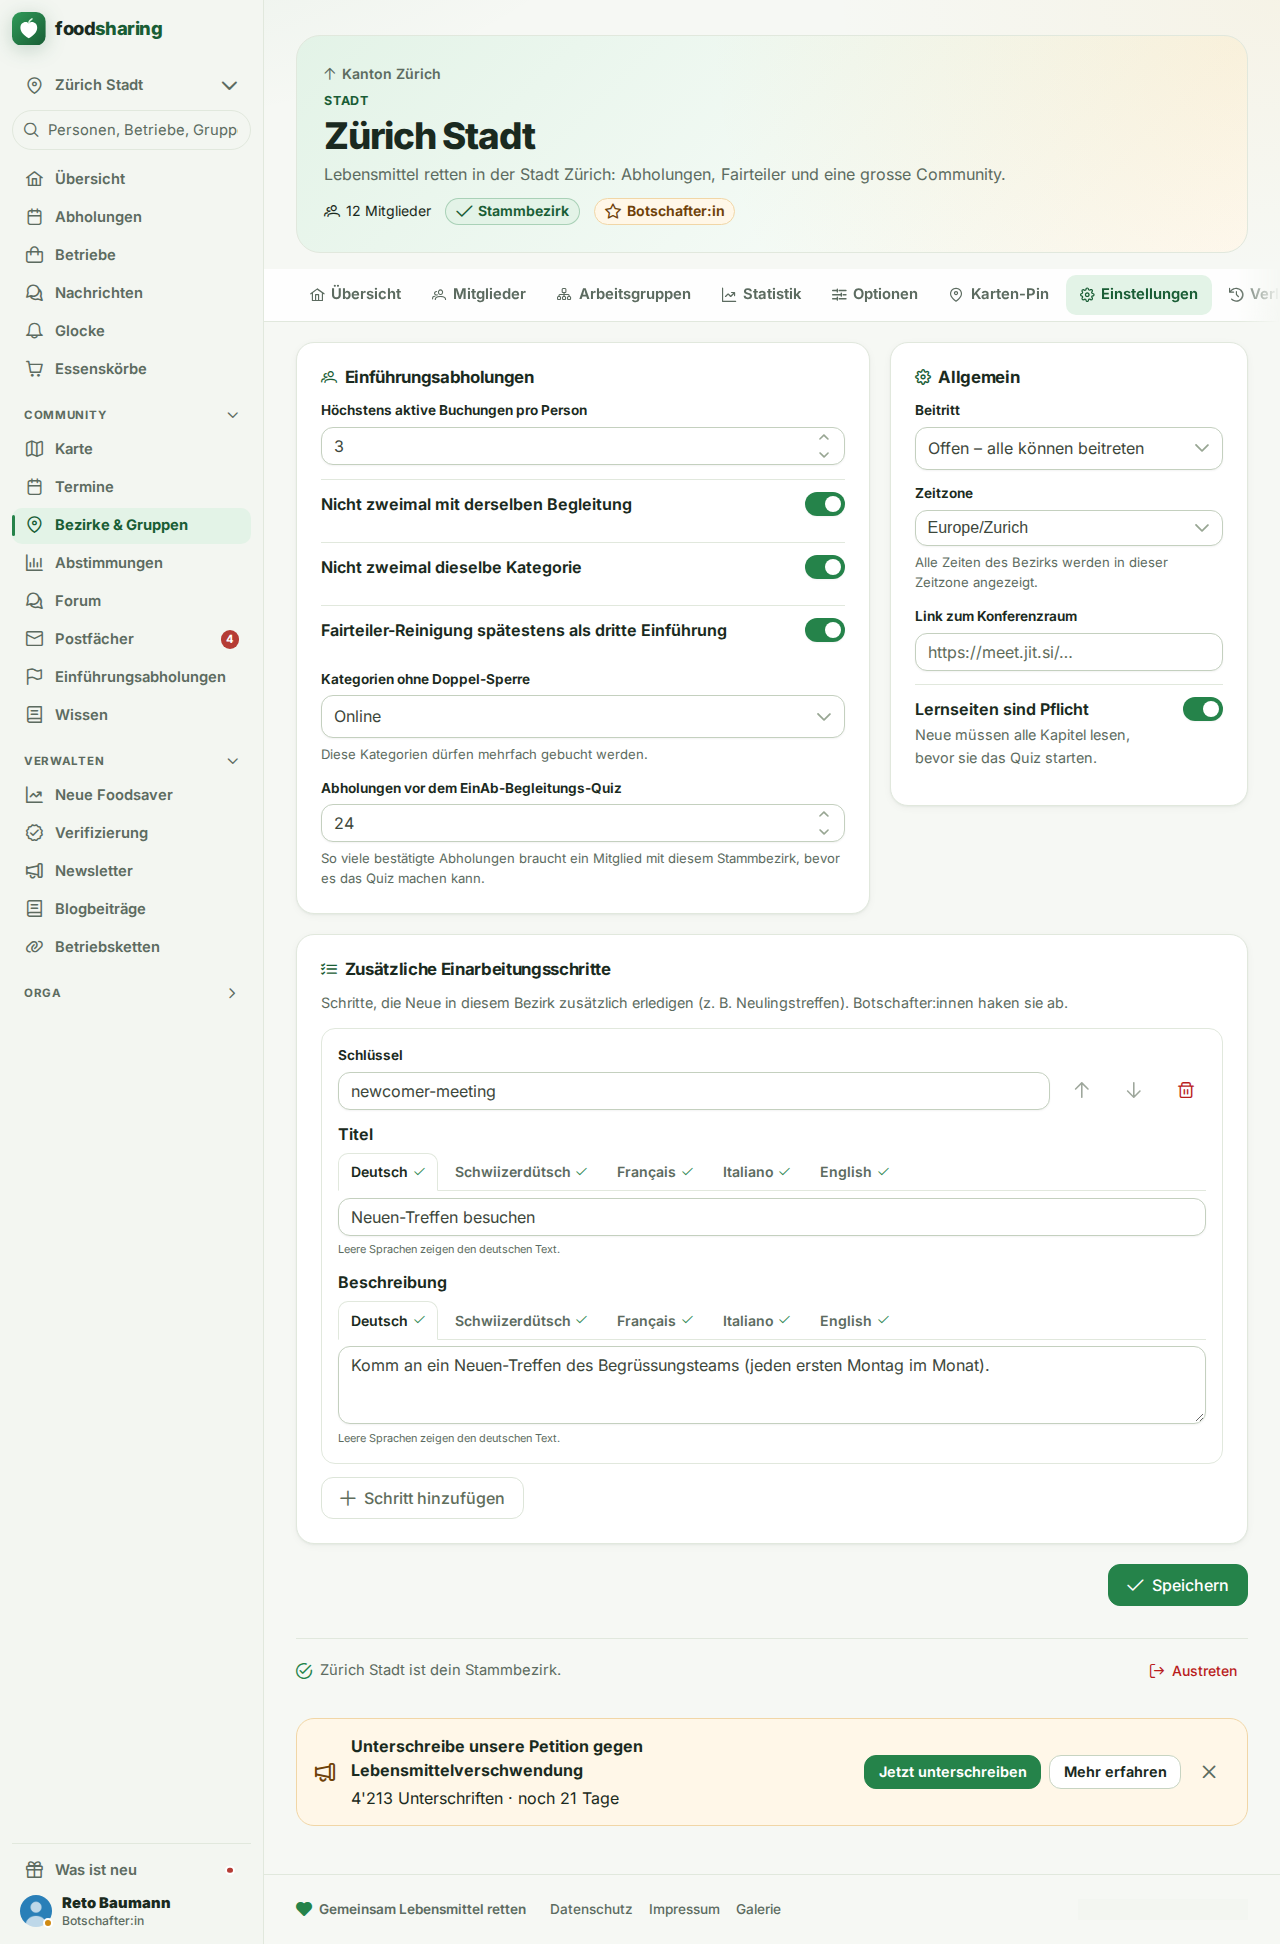 foodsharing
Zürich Stadt
Personen, Betriebe, Grupp
Übersicht
Abholungen
Betriebe
Nachrichten
Glocke
Essenskörbe
COMMUNITY
Karte
Termine
Bezirke & Gruppen
Abstimmungen
Forum
Postfächer 4
Einführungsabholungen
Wissen
VERWALTEN
Neue Foodsaver
Verifizierung
Newsletter
Blogbeiträge
Betriebsketten
ORGA
Was ist neu
Reto Baumann
Botschafter:in
Kanton Zürich
STADT
Zürich Stadt
Lebensmittel retten in der Stadt Zürich: Abholungen, Fairteiler und eine grosse Community.
12 Mitglieder Stammbezirk Botschafter:in
Übersicht Mitglieder Arbeitsgruppen Statistik Optionen Karten-Pin Einstellungen
Einführungsabholungen
Höchstens aktive Buchungen pro Person
3
Nicht zweimal mit derselben Begleitung
Nicht zweimal dieselbe Kategorie
Fairteiler-Reinigung spätestens als dritte Einführung
Kategorien ohne Doppel-Sperre
Online
Diese Kategorien dürfen mehrfach gebucht werden.
Abholungen vor dem EinAb-Begleitungs-Quiz
24
So viele bestätigte Abholungen braucht ein Mitglied mit diesem Stammbezirk, bevor
es das Quiz machen kann.
Allgemein
Beitritt
Offen – alle können beitreten
Zeitzone
Europe/Zurich
Alle Zeiten des Bezirks werden in dieser
Zeitzone angezeigt.
Link zum Konferenzraum
https://meet.jit.si/...
Lernseiten sind Pflicht
Neue müssen alle Kapitel lesen,
bevor sie das Quiz starten.
Zusätzliche Einarbeitungsschritte
Schritte, die Neue in diesem Bezirk zusätzlich erledigen (z. B. Neulingstreffen). Botschafter:innen haken sie ab.
Schlüssel
newcomer-meeting
Titel
Deutsch Schwiizerdütsch Français Italiano English
Neuen-Treffen besuchen
Leere Sprachen zeigen den deutschen Text.
Beschreibung
Deutsch Schwiizerdütsch Français Italiano English
Komm an ein Neuen-Treffen des Begrüssungsteams (jeden ersten Montag im Monat).
Leere Sprachen zeigen den deutschen Text.
Schritt hinzufügen
Speichern
Zürich Stadt ist dein Stammbezirk.
Austreten
Unterschreibe unsere Petition gegen
Lebensmittelverschwendung
4'213 Unterschriften · noch 21 Tage
Jetzt unterschreiben Mehr erfahren
Gemeinsam Lebensmittel retten Datenschutz Impressum Galerie